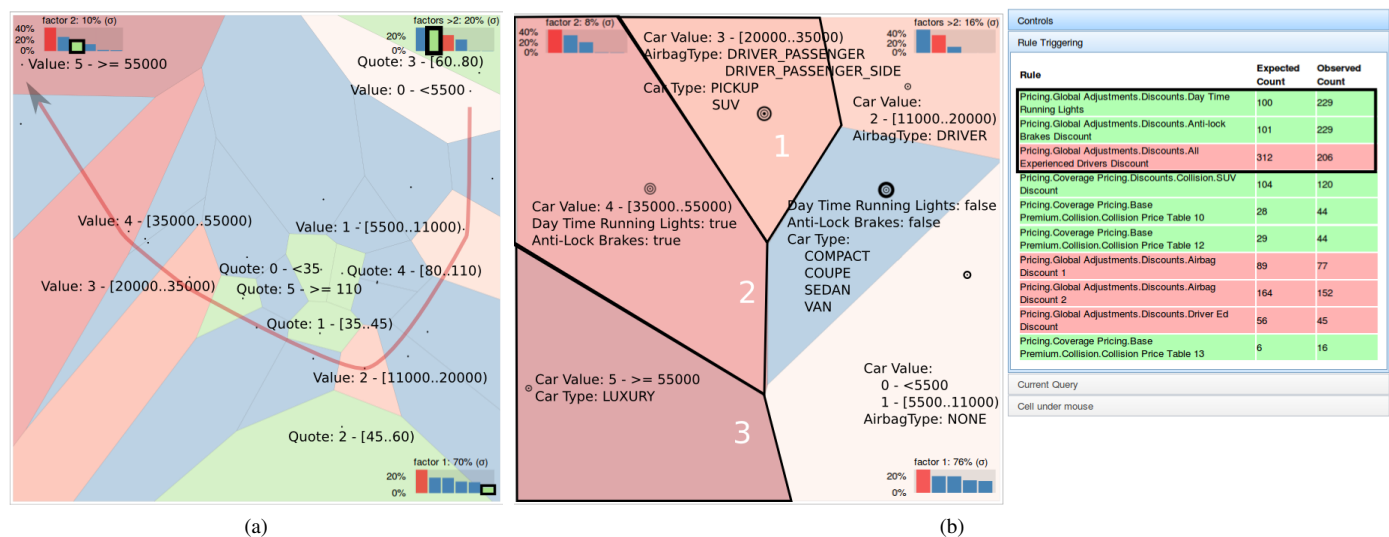 factor 2: 10% (σ)
40%
20%
0%
Value: 5 - >= 55000
factors >2: 20% (σ)
20%
0%
Quote: 3 - [60..80)
Value: 0 - <5500
Value: 4 - [35000..55000)
Value: 1 - [5500..11000)
Quote: 0 - <35
Quote: 4 - [80..110)
Value: 3 - [20000..35000)
Quote: 5 - >= 110
Quote: 1 - [35..45)
Value: 2 - [11000..20000)
Quote: 2 - [45..60)
factor 1: 70% (σ)
20%
0%
(a)
factor 2: 8% (σ)
40%
20%
0%
Car Value: 3 - [20000..35000)
AirbagType: DRIVER_PASSENGER
DRIVER_PASSENGER_SIDE
Car Type: PICKUP
SUV
factors >2: 16% (σ)
40%
20%
0%
Car Value:
2 - [11000..20000)
AirbagType: DRIVER
1
Car Value: 4 - [35000..55000)
Day Time Running Lights: true
Anti-Lock Brakes: true
Day Time Running Lights: false
Anti-Lock Brakes: false
Car Type:
COMPACT
COUPE
SEDAN
VAN
2
Car Value: 5 - >= 55000
Car Type: LUXURY
3
Car Value:
0 - <5500
1 - [5500..11000)
AirbagType: NONE
factor 1: 76% (σ)
20%
0%
(b)
Controls
Rule Triggering
Rule Expected Count Observed Count
Pricing.Global Adjustments.Discounts.Day Time Running Lights 100 229
Pricing.Global Adjustments.Discounts.Anti-lock Brakes Discount 101 229
Pricing.Global Adjustments.Discounts.All Experienced Drivers Discount 312 206
Pricing.Coverage Pricing.Discounts.Collision.SUV Discount 104 120
Pricing.Coverage Pricing.Base Premium.Collision.Collision Price Table 10 28 44
Pricing.Coverage Pricing.Base Premium.Collision.Collision Price Table 12 29 44
Pricing.Global Adjustments.Discounts.Airbag Discount 1 89 77
Pricing.Global Adjustments.Discounts.Airbag Discount 2 164 152
Pricing.Global Adjustments.Discounts.Driver Ed Discount 56 45
Pricing.Coverage Pricing.Base Premium.Collision.Collision Price Table 13 6 16
Current Query
Cell under mouse